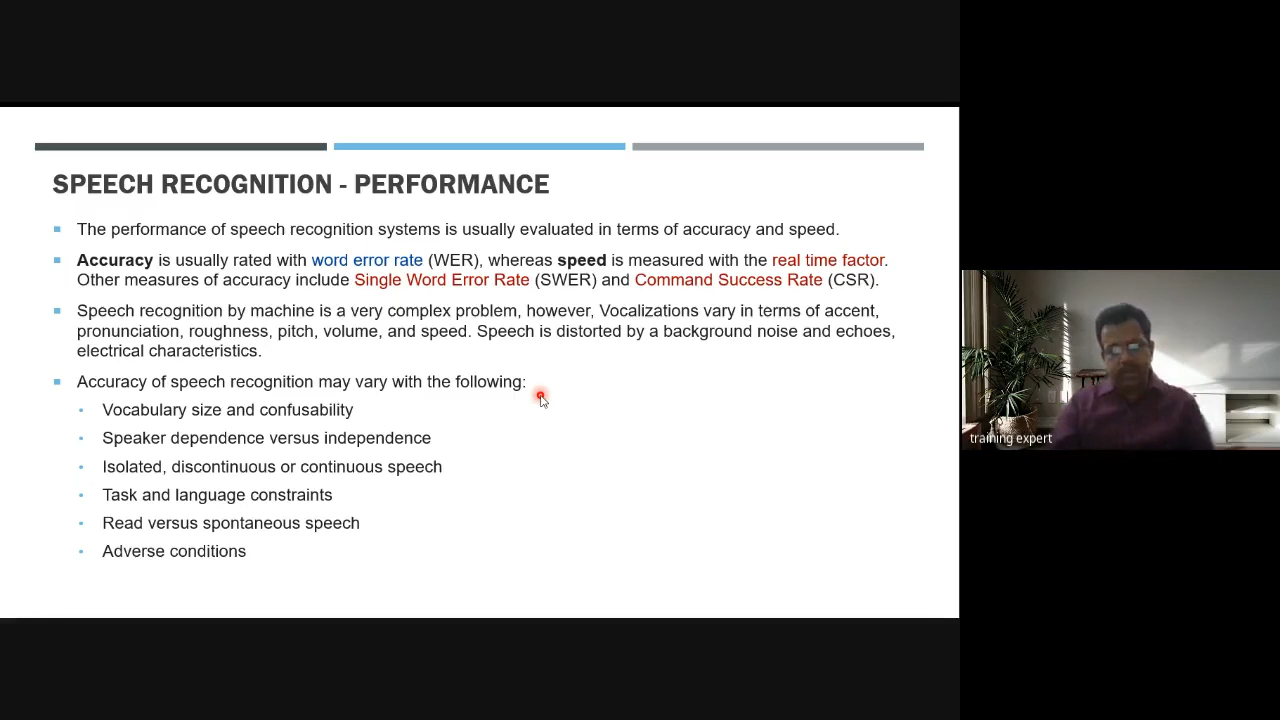 SPEECH RECOGNITION - PERFORMANCE
The performance of speech recognition systems is usually evaluated in terms of accuracy and speed.
Accuracy is usually rated with word error rate (WER), whereas speed is measured with the real time factor.
Other measures of accuracy include Single Word Error Rate (SWER) and Command Success Rate (CSR).
Speech recognition by machine is a very complex problem, however, Vocalizations vary in terms of accent,
pronunciation, roughness, pitch, volume, and speed. Speech is distorted by a background noise and echoes,
electrical characteristics.
Accuracy of speech recognition may vary with the following:
Vocabulary size and confusability
Speaker dependence versus independence
Isolated, discontinuous or continuous speech
Task and language constraints
Read versus spontaneous speech
Adverse conditions
training expert